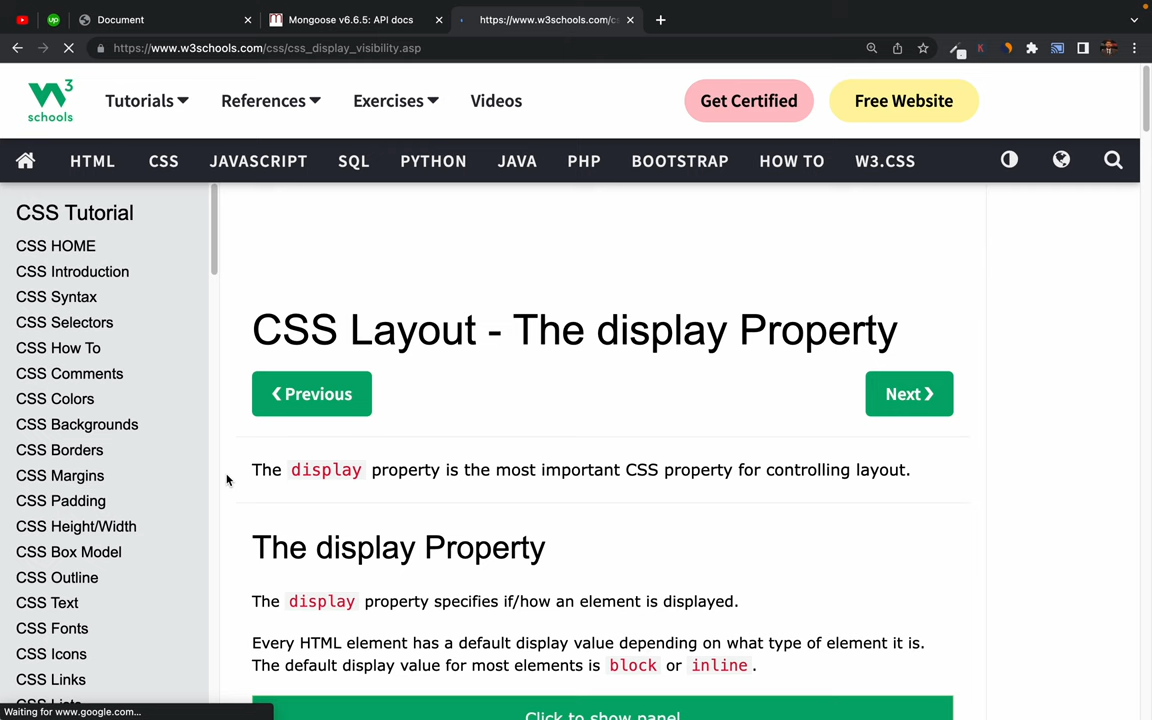 Document
Mongoose v6.6.5: API docs
https://www.w3schools.com/cs
https://www.w3schools.com/css/css_display_visibility.asp
K
W3 schools
Tutorials
References
Exercises
Videos
Get Certified
Free Website
HTML CSS JAVASCRIPT SQL PYTHON JAVA PHP BOOTSTRAP HOW TO W3.CSS
CSS Tutorial
CSS HOME
CSS Introduction
CSS Syntax
CSS Selectors
CSS How To
CSS Comments
CSS Colors
CSS Backgrounds
CSS Borders
CSS Margins
CSS Padding
CSS Height/Width
CSS Box Model
CSS Outline
CSS Text
CSS Fonts
CSS Icons
CSS Links
CSS Layout - The display Property
❮ Previous
Next ❯
The display property is the most important CSS property for controlling layout.
The display Property
The display property specifies if/how an element is displayed.
Every HTML element has a default display value depending on what type of element it is.
The default display value for most elements is block or inline.
Click to show panel
Waiting for www.google.com...